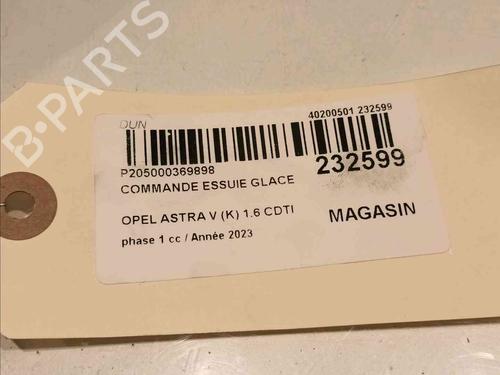 B-PARTS
DUN
40200501 232599
P205000369898
232599
COMMANDE ESSUIE GLACE
OPEL ASTRA V (K) 1.6 CDTI
MAGASIN
phase 1 cc / Année 2023